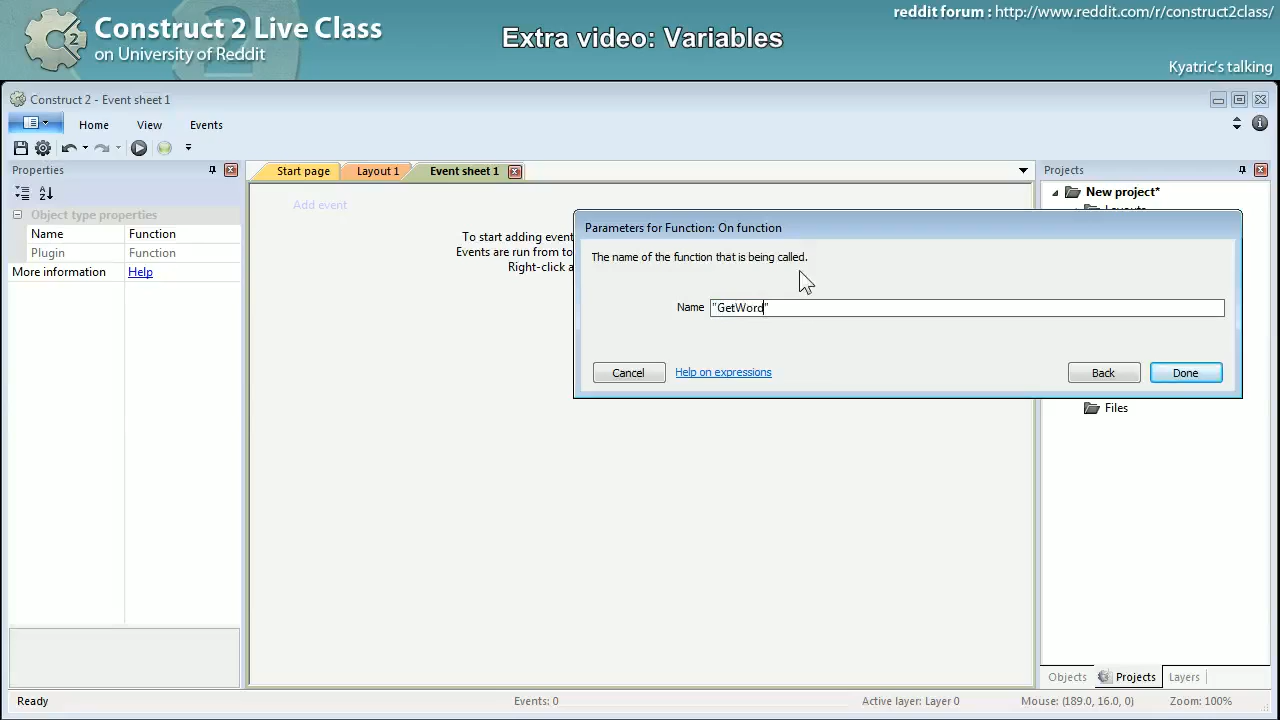 reddit forum : http://www.reddit.com/r/construct2class/
Construct 2 Live Class
on University of Reddit
Extra video: Variables
Kyatric's talking
Construct 2 - Event sheet 1
Home View Events
Properties
Start page Layout 1 Event sheet 1
Projects
New project*
Object type properties
Name Function
Plugin Function
More information Help
Add event
To start adding event
Events are run from to
Right-click a
Parameters for Function: On function
The name of the function that is being called.
Name "GetWord"
Cancel Help on expressions Back Done
Files
Objects Projects Layers
Ready Events: 0 Active layer: Layer 0 Mouse: (189.0, 16.0, 0) Zoom: 100%